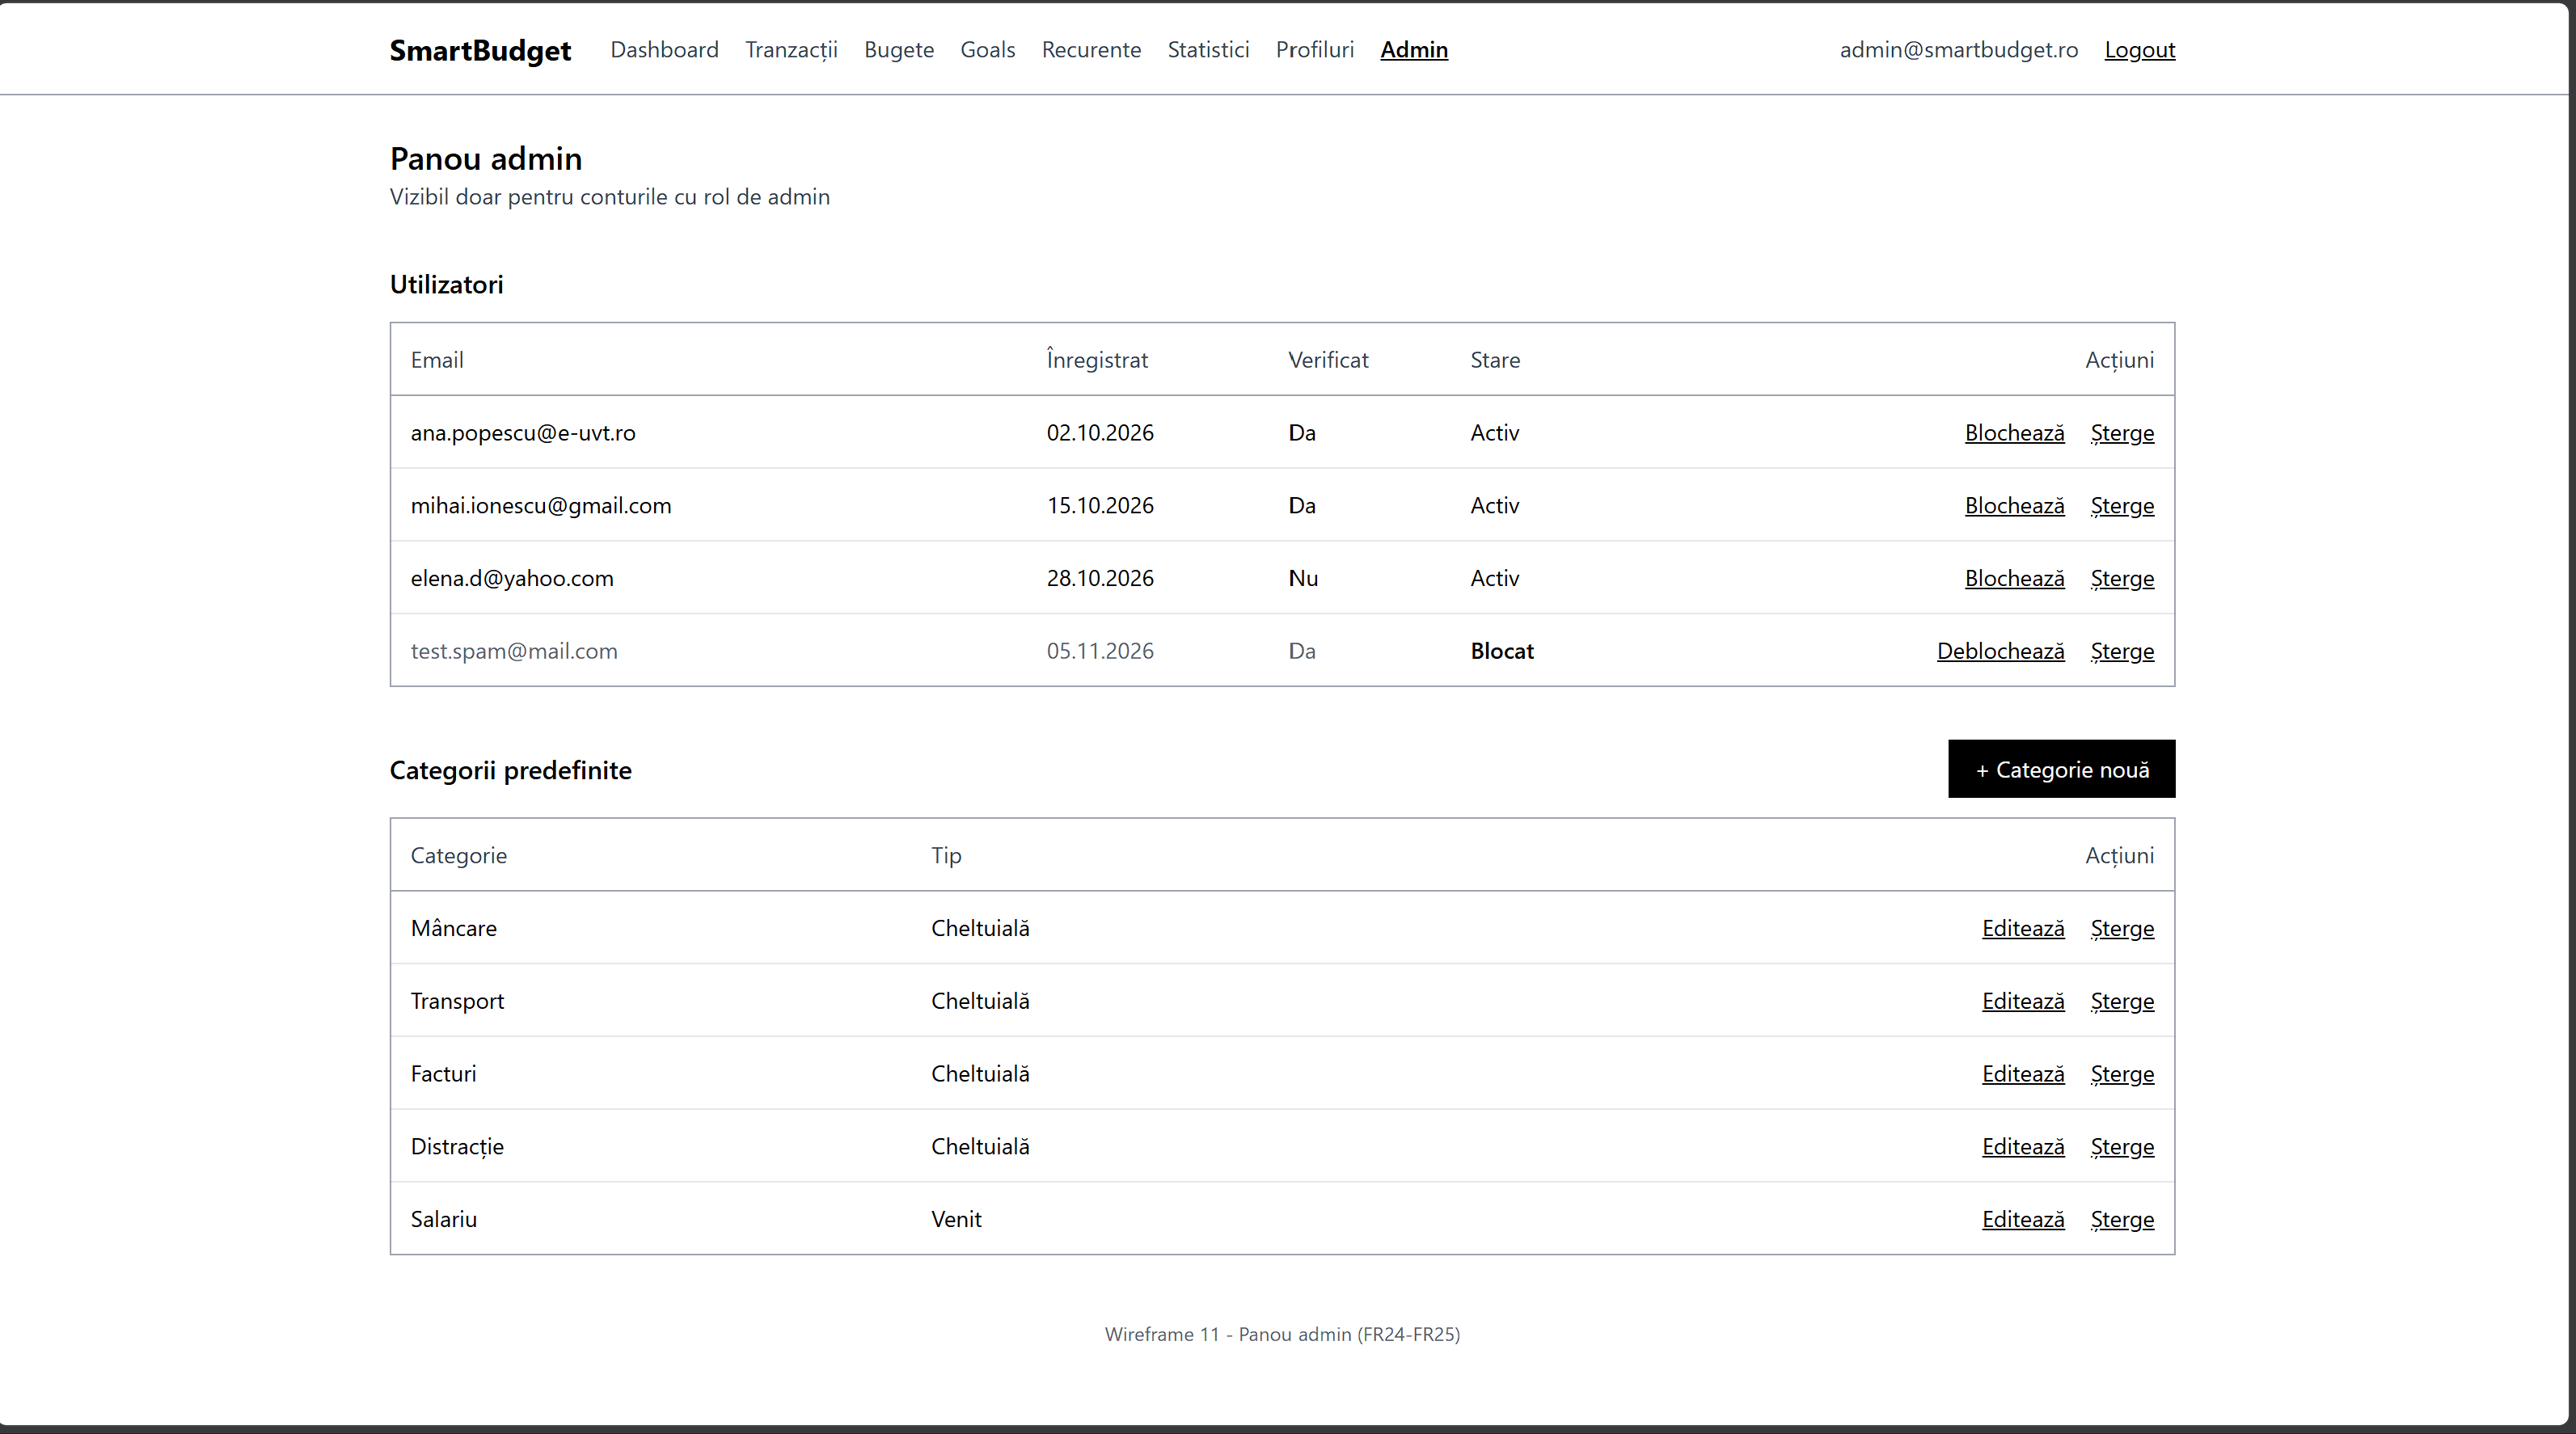 SmartBudget Dashboard Tranzacții Bugete Goals Recurente Statistici Profiluri Admin admin@smartbudget.ro Logout
Panou admin
Vizibil doar pentru conturile cu rol de admin
Utilizatori
Email Înregistrat Verificat Stare Acțiuni
ana.popescu@e-uvt.ro 02.10.2026 Da Activ Blochează Șterge
mihai.ionescu@gmail.com 15.10.2026 Da Activ Blochează Șterge
elena.d@yahoo.com 28.10.2026 Nu Activ Blochează Șterge
test.spam@mail.com 05.11.2026 Da Blocat Deblochează Șterge
Categorii predefinite + Categorie nouă
Categorie Tip Acțiuni
Mâncare Cheltuială Editează Șterge
Transport Cheltuială Editează Șterge
Facturi Cheltuială Editează Șterge
Distracție Cheltuială Editează Șterge
Salariu Venit Editează Șterge
Wireframe 11 - Panou admin (FR24-FR25)